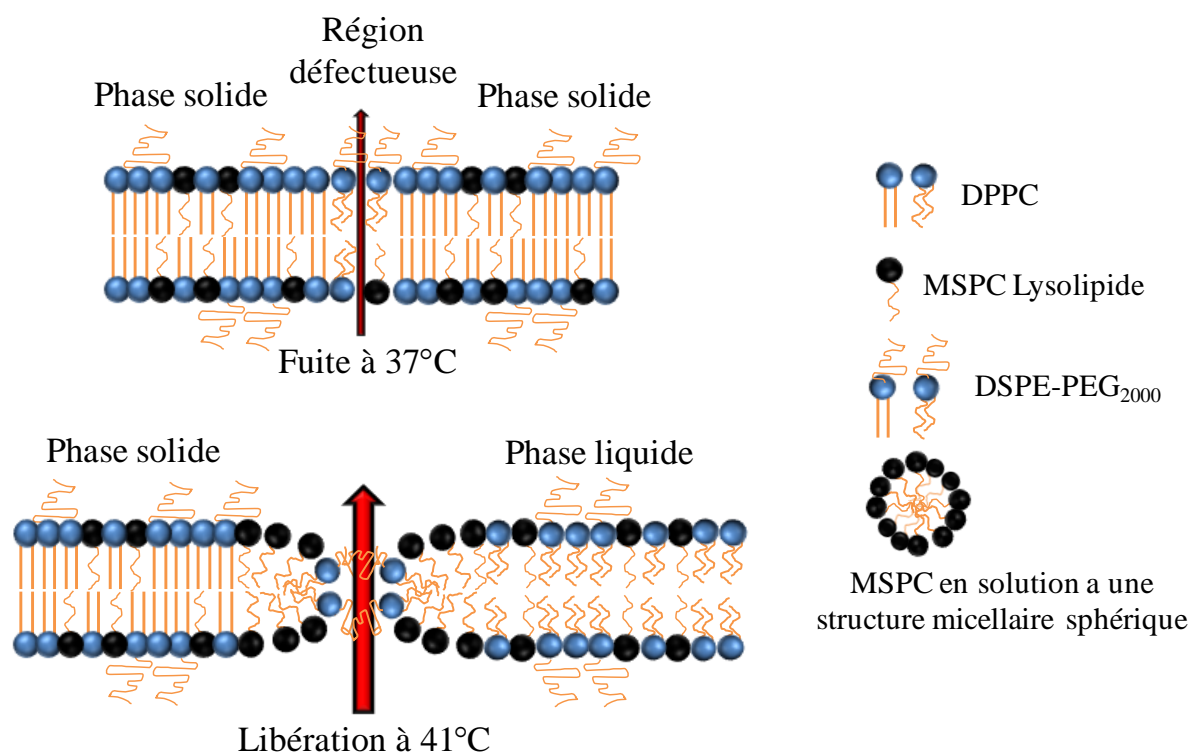 Région
défectueuse
Phase solide
Phase solide
Fuite à 37°C
Phase solide
Phase liquide
Libération à 41°C
DPPC
MSPC Lysolipide
DSPE-PEG2000
MSPC en solution a une
structure micellaire sphérique